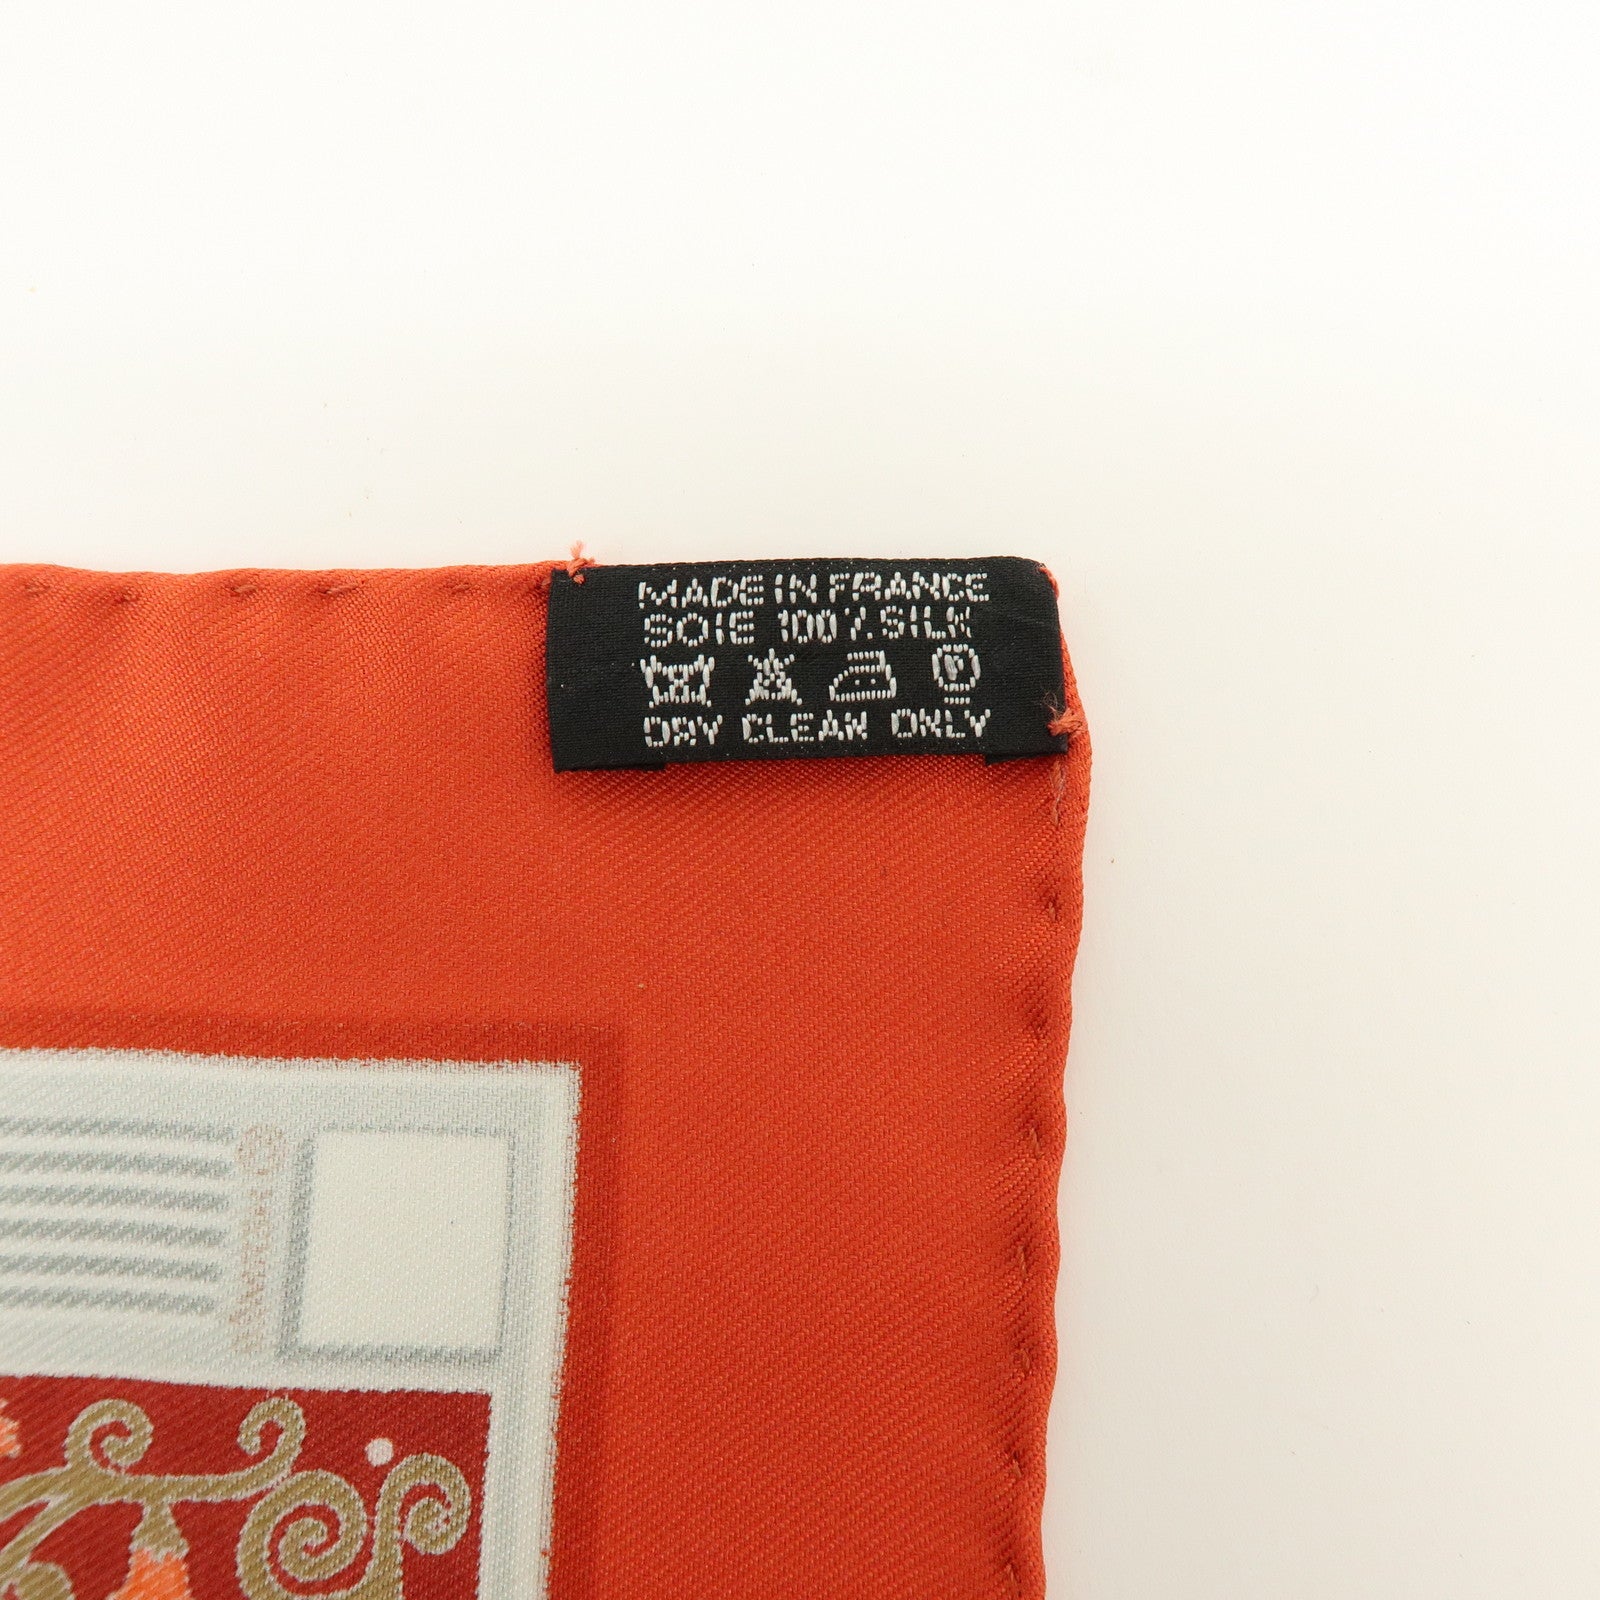 MADE IN FRANCE
SOIE 100% SILK
P
DRY CLEAN ONLY